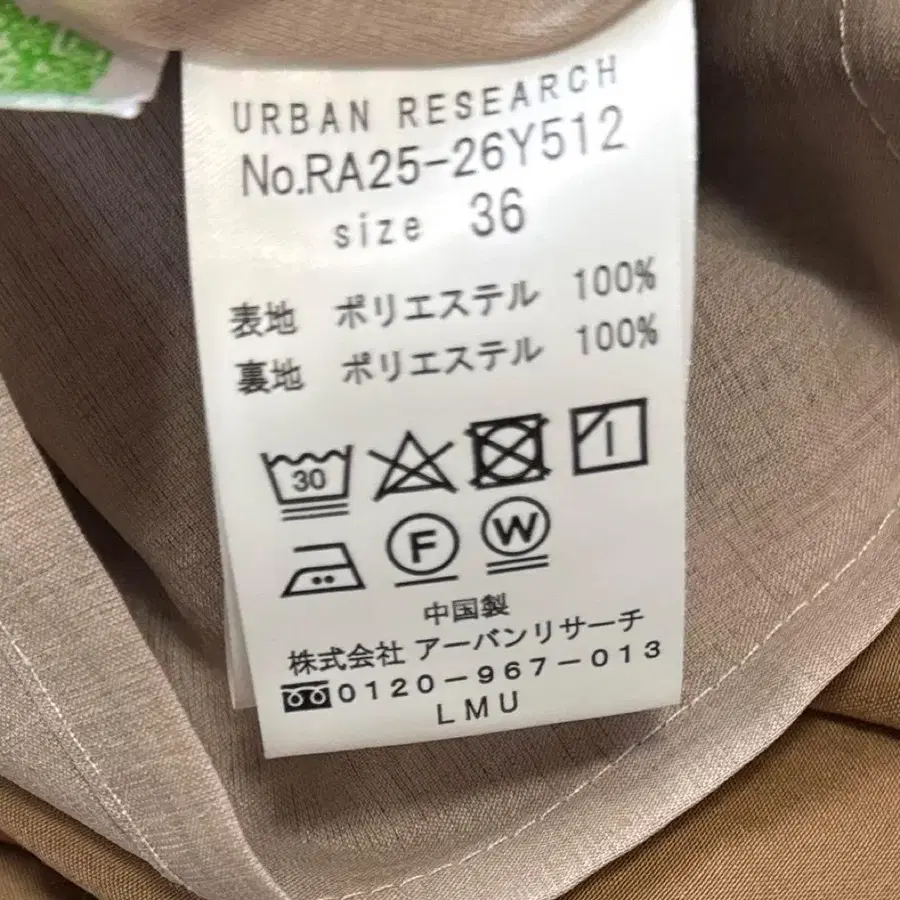 URBAN RESEARCH
No.RA25-26Y512
size 36
表地 ポリエステル 100%
裏地 ポリエステル 100%
30
F W
中国製
株式会社 アーバンリサーチ
0120-967-013
LMU